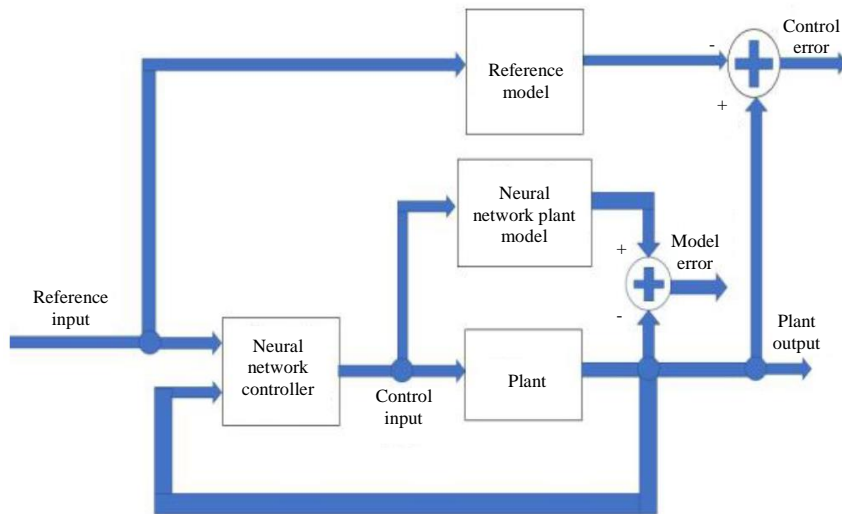 Control
error
-
Reference
model
+
Neural
network plant
model
+
Model
error
Reference
input
-
Plant
output
Neural
network
controller
Plant
Control
input